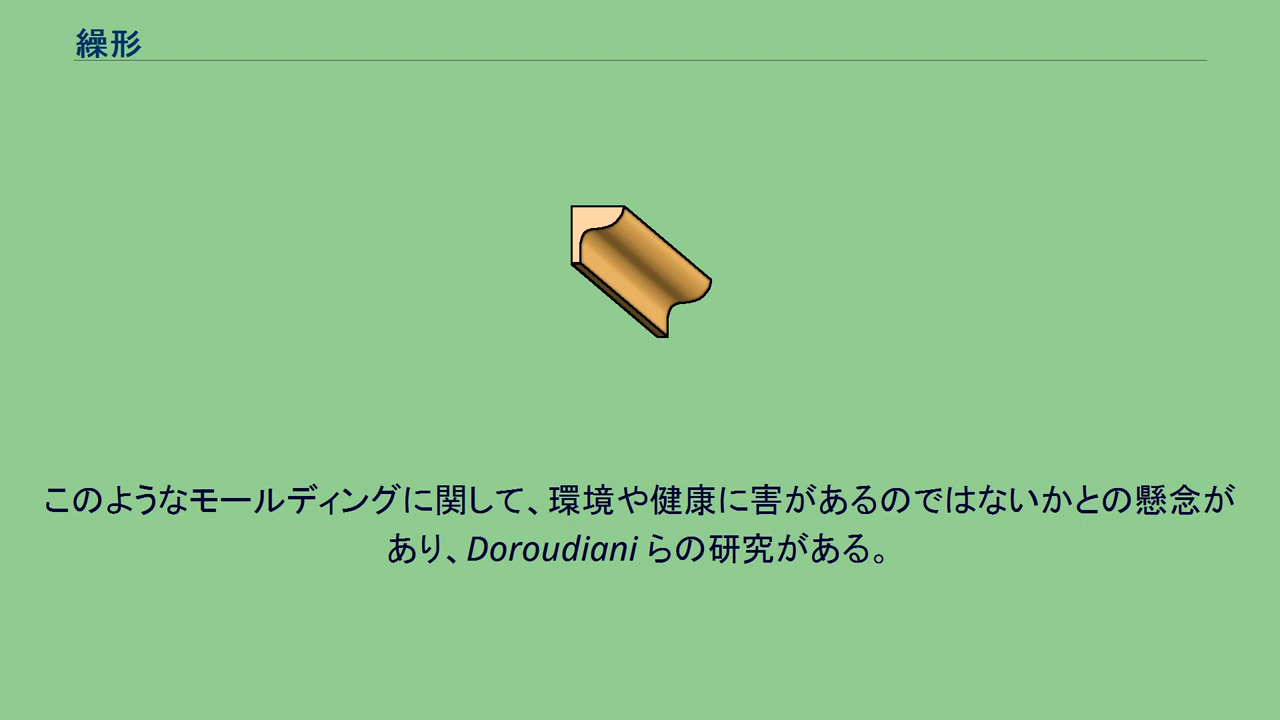 繰形
このようなモールディングに関して、環境や健康に害があるのではないかとの懸念が
あり、Doroudiani らの研究がある。